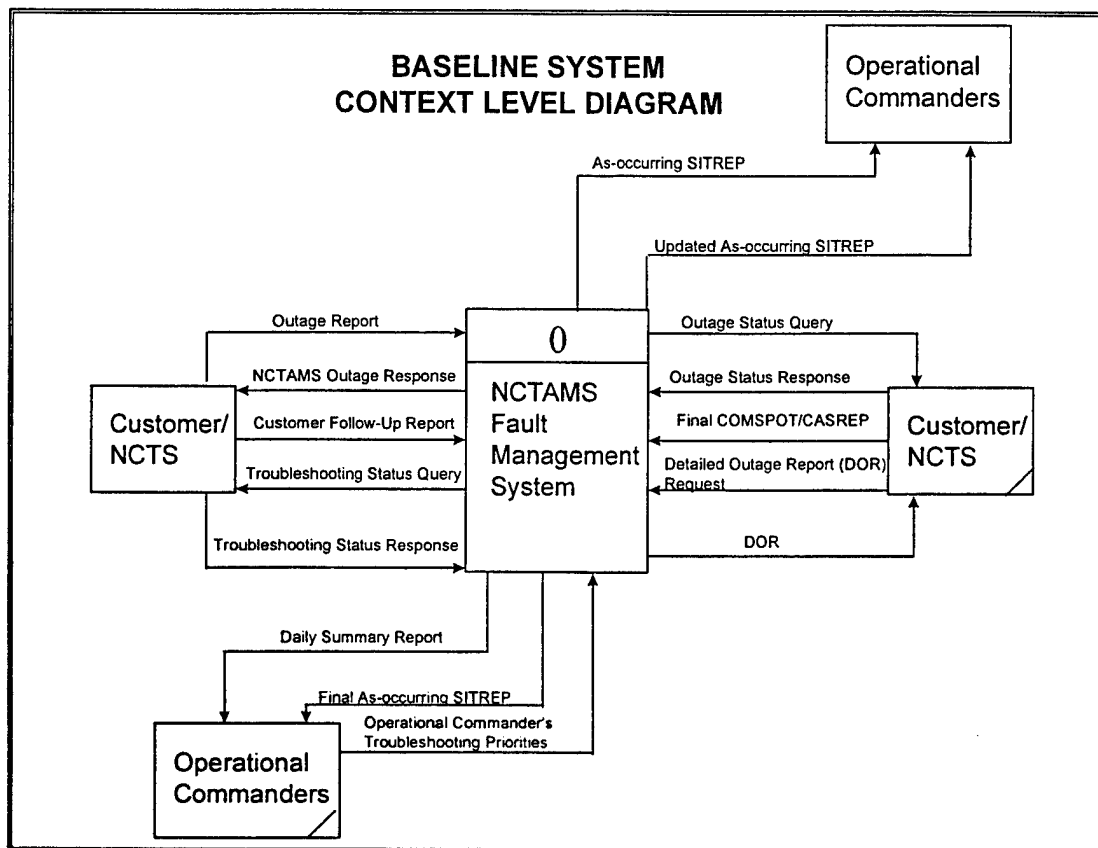 BASELINE SYSTEM
CONTEXT LEVEL DIAGRAM
Operational
Commanders
As-occurring SITREP
Updated As-occurring SITREP
Outage Report
0
Outage Status Query
NCTAMS Outage Response
Outage Status Response
Customer/
NCTS
NCTAMS
Fault
Management
System
Customer Follow-Up Report
Final COMSPOT/CASREP
Customer/
NCTS
Troubleshooting Status Query
Detailed Outage Report (DOR)
Request
Troubleshooting Status Response
DOR
Daily Summary Report
Final As-occurring SITREP
Operational Commander's
Troubleshooting Priorities
Operational
Commanders